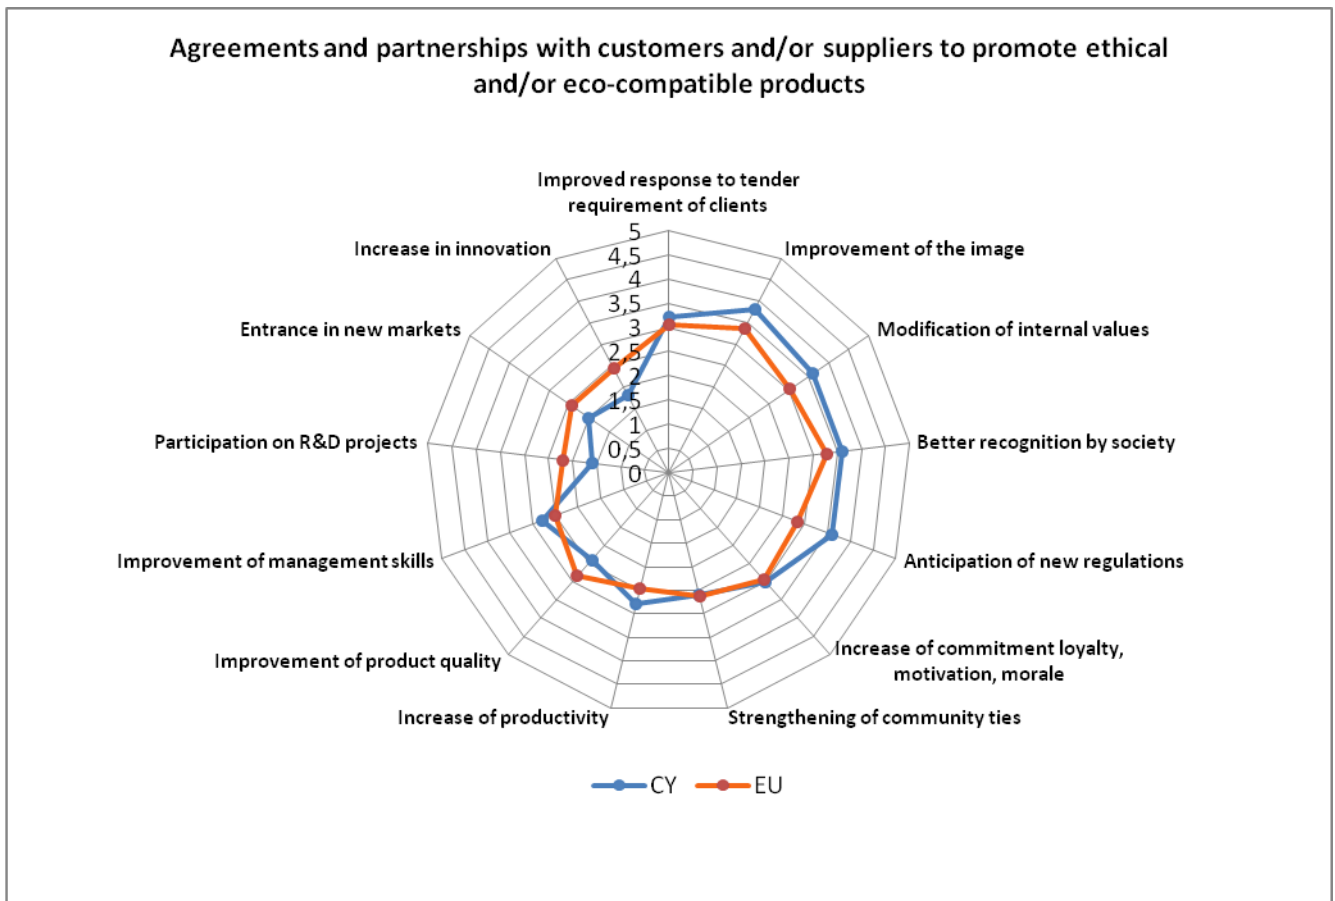 Agreements and partnerships with customers and/or suppliers to promote ethical
and/or eco-compatible products
Improved response to tender
requirement of clients
Improvement of the image
Modification of internal values
Better recognition by society
Anticipation of new regulations
Increase of commitment loyalty,
motivation, morale
Strengthening of community ties
Increase of productivity
Improvement of product quality
Improvement of management skills
Participation on R&D projects
Entrance in new markets
Increase in innovation
5
4,5
4
3,5
3
2,5
2
1,5
1
0,5
0
CY
EU